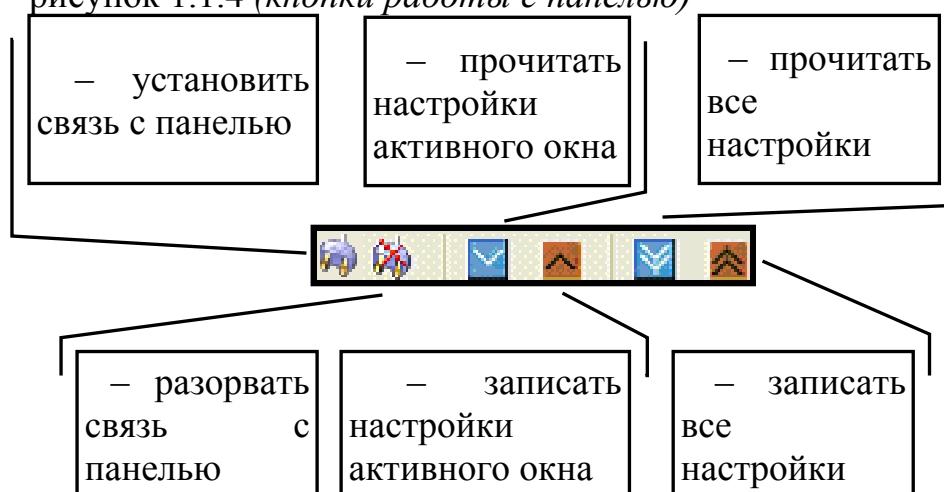 рисунок 1.1.4 (кнопки работы с панелью)
– установить
связь с панелью
– прочитать
настройки
активного окна
– прочитать
все
настройки
– разорвать
связь с
панелью
– записать
настройки
активного окна
– записать
все
настройки